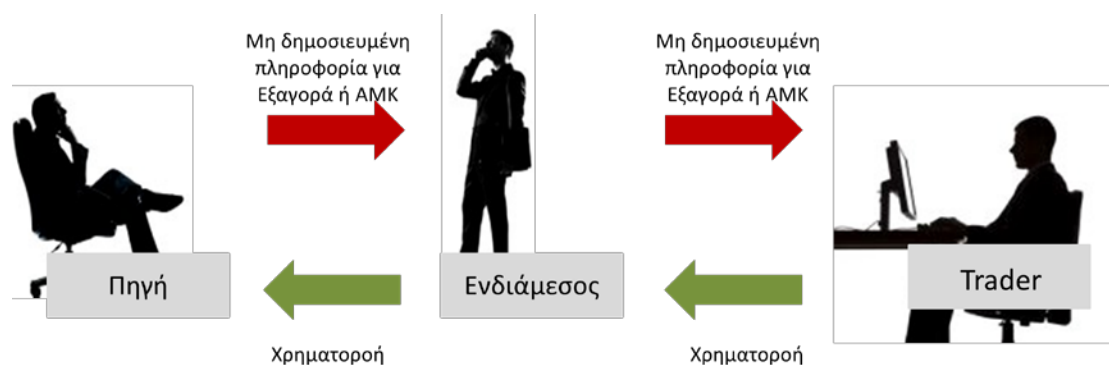 Μη δημοσιευμένη
πληροφορία για
Εξαγορά ή ΑΜΚ
Μη δημοσιευμένη
πληροφορία για
Εξαγορά ή ΑΜΚ
Πηγή
Ενδιάμεσος
Trader
Χρηματοροή
Χρηματοροή